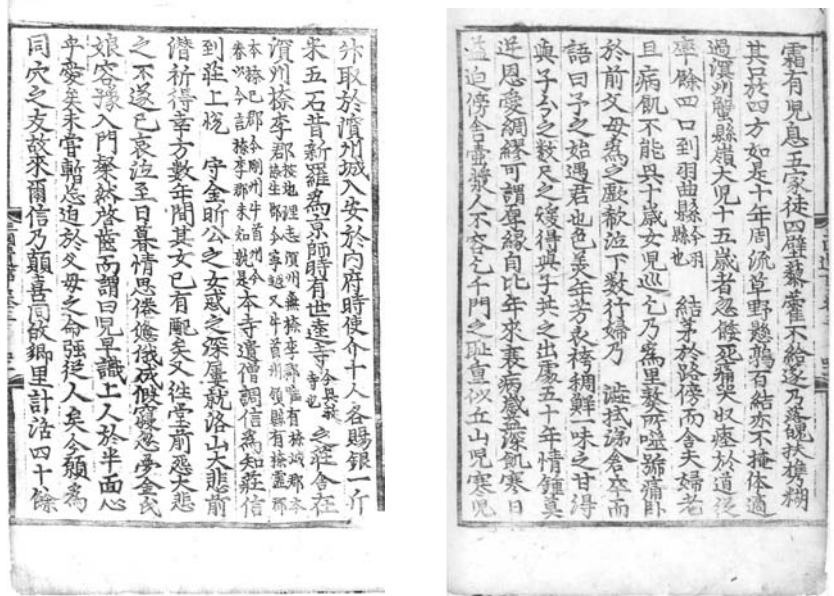 并取於溟州城入安於內府時使介十人各賜銀一斤
米五石昔新羅為京師時有世逵寺今興教寺也之莊舍在
溟州㮈李郡按地理志溟州無㮈李郡唯有㮈城郡本㮈生郡今寧越又牛首州領縣有㮈靈郡
本㮈已郡今剛州牛首州今春州今言㮈李郡未知孰是本寺遣僧調信為知莊信
到莊上悅守金昕公之女惑之深屢就洛山大悲前
潛祈得幸方數年間其女已有配矣又徃堂前怨大悲
之不遂已哀泣至日暮情思倦憊俄成假寢忽夢金氏
娘容豫入門粲然啓齒而謂曰兒早識上人於半面心
乎愛矣未嘗暫忘迫於父母之命強從人矣今願為
同穴之友故來爾信乃顛喜同歸鄉里計活四十餘
霜有兒息五家徒四壁藜藿不給遂乃落魄扶携糊
其口於四方如是十年周流草野懸鶉百結亦不掩體適
過溟州蟹縣嶺大兒十五歲者忽餧死痛哭收瘞於道從
率餘四口到羽曲縣今羽縣也結茅於路傍而舍夫婦老
且病飢不能興十歲女兒巡乞乃為里獒所噬號痛臥
於前父母為之歔欷泣下數行婦乃澁拭涕倉卒而
語曰予之始遇君也色美年芳衣袴稠鮮一味之甘得
與子分之數尺之煖得與子共之出處五十年情鍾莫
逆恩愛綢繆可謂厚緣自比年來衰病歲益深飢寒日
益迫傍舍壺漿人不容乞千門之恥重似丘山兒寒兒